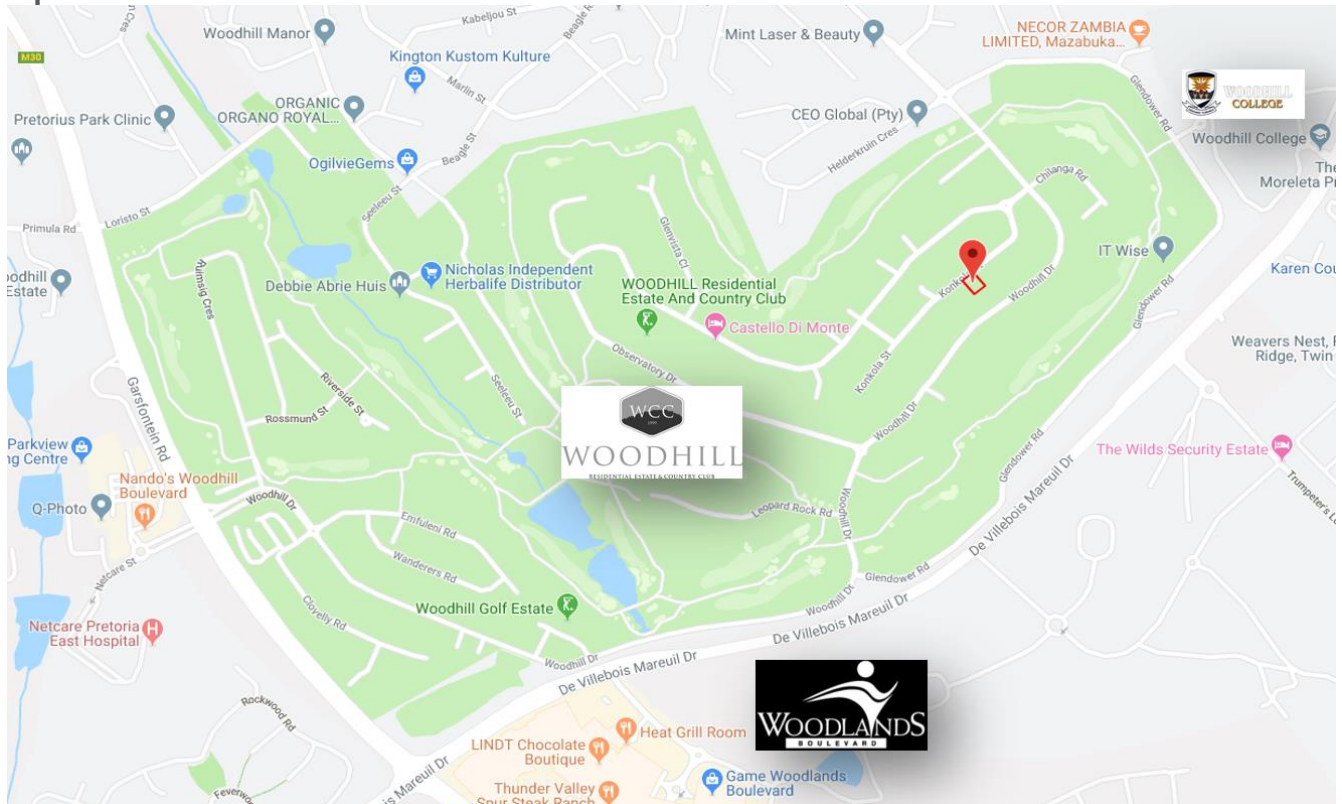 Kabeljou St
Beagle
Woodhill Manor
Mint Laser & Beauty
NECOR ZAMBIA
LIMITED, Mazabuka...
M30
Kington Kustom Kulture
Marlin St
Glendower Rd
WOODHILL
COLLEGE
ORGANIC
ORGANO ROYAL...
Pretorius Park Clinic
CEO Global (Pty)
Woodhill College
Beagle St
Helderkruin Cres
The
Moreleta P
OgilvieGems
Chilanga Rd
Seeleeu St
Loristo St
Primula Rd
Glenvista Cl
IT Wise
Ruimsig Cres
Karen Cou
oodhill
Estate
Debbie Abrie Huis
Nicholas Independent
Herbalife Distributor
WOODHILL Residential
Estate And Country Club
Woodhill Dr
Glendower Rd
Castello Di Monte
Weavers Nest,
Ridge, Twin
Observatory Dr
Konkola St
Garsfontein Rd
Riverside St
Seeleeu St
Rossmund St
WCC
WOODHILL
RESIDENTIAL ESTATE & COUNTRY CLUB
Woodhill Dr
Parkview
ng Centre
Glendower Rd
The Wilds Security Estate
Nando's Woodhill
Boulevard
Q-Photo
Woodhill Dr
Woodhill Dr
De Villebois Mareuil Dr
Trumpeter's
Emfuleni Rd
Leopard Rock Rd
Wanderers Rd
Netcare St
Glendower Rd
Woodhill Dr
Woodhill Golf Estate
Clovelly Rd
Netcare Pretoria
East Hospital
De Villebois Mareuil Dr
Woodhill Dr
De Villebois Mareuil Dr
Rockwood Rd
WOODLANDS
BOULEVARD
Heat Grill Room
LINDT Chocolate
Boutique
De Villebois Mareuil Dr
Game Woodlands
Boulevard
Thunder Valley
Spur Steak Ranch